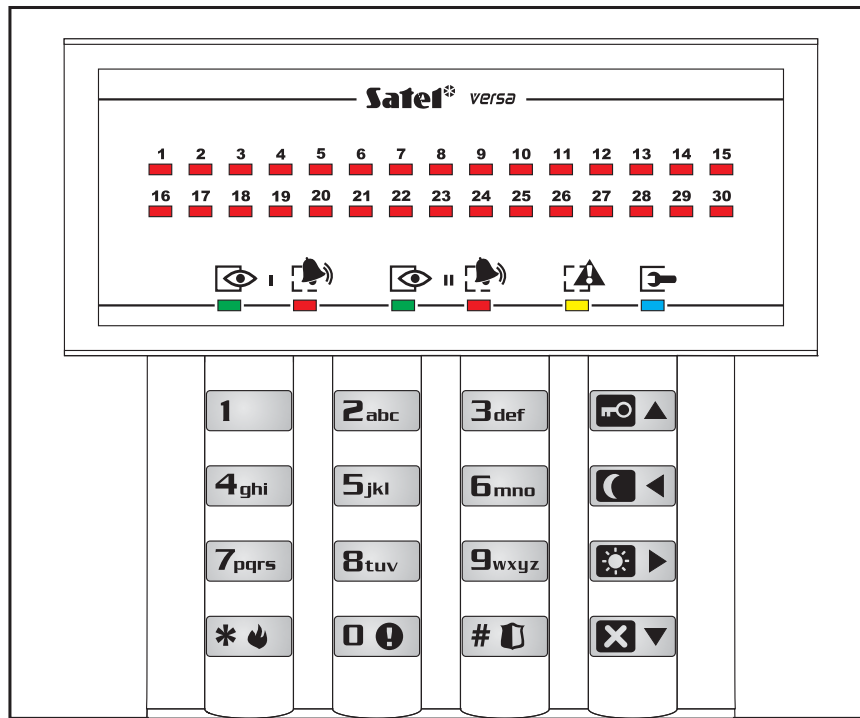 Satel* versa
1 2 3 4 5 6 7 8 9 10 11 12 13 14 15
16 17 18 19 20 21 22 23 24 25 26 27 28 29 30
I II
1 2abc 3def
4ghi 5jkl 6mno
7pqrs 8tuv 9wxyz
* 0 #